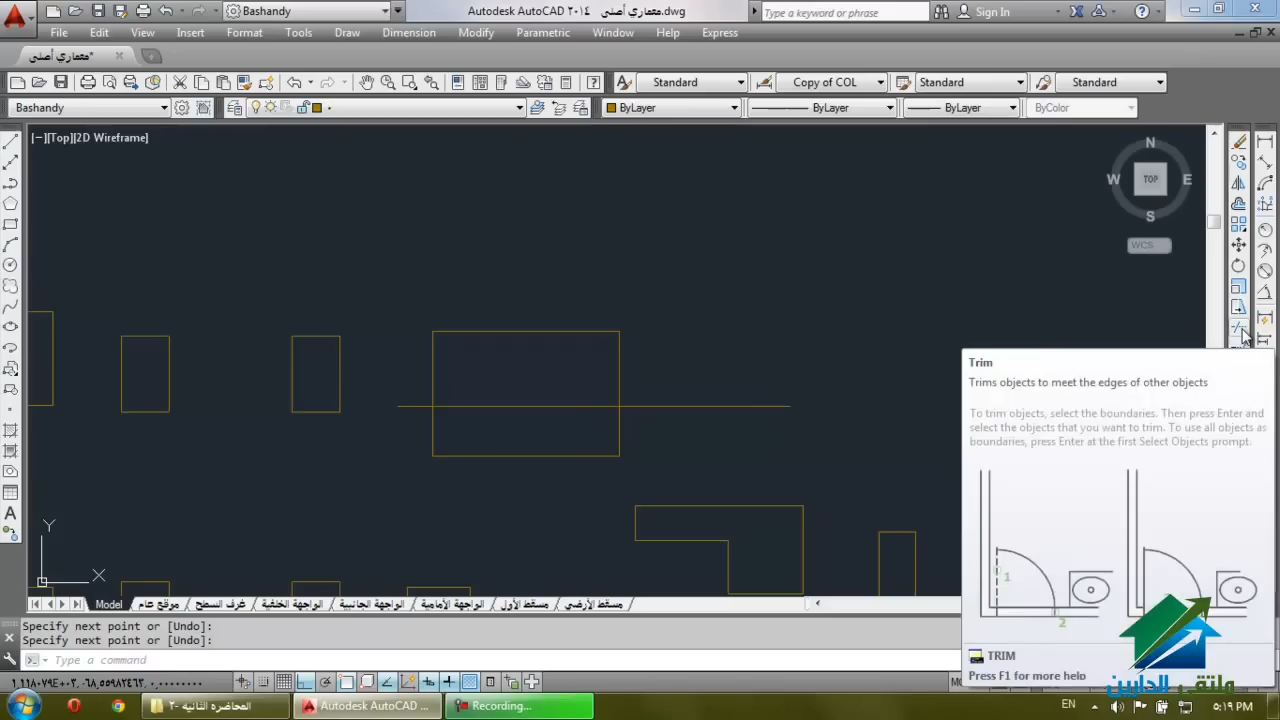 Bashandy
Autodesk AutoCAD ٢٠١٤ معماري أصلى.dwg
Type a keyword or phrase
Sign In
File Edit View Insert Format Tools Draw Dimension Modify Parametric Window Help Express
معماري أصلى*
Standard
Copy of COL
Standard
Standard
Bashandy
ByLayer
ByLayer
ByLayer
ByColor
[−][Top][2D Wireframe]
N
W TOP E
S
WCS
Trim
Trims objects to meet the edges of other objects
To trim objects, select the boundaries. Then press Enter and
select the objects that you want to trim. To use all objects as
boundaries, press Enter at the first Select Objects prompt.
1
2
TRIM
Press F1 for more help
Y
X
Model موقع عام غرف السطح الواجهة الخلفية الواجهة الجانبية الواجهة الأمامية مسقط الأول مسقط الأرضي
Specify next point or [Undo]:
Specify next point or [Undo]:
Type a command
ملتقى الدارين
المحاضره الثانيه -٢
Autodesk AutoCAD ...
Recording...
EN
٥:١٩ PM